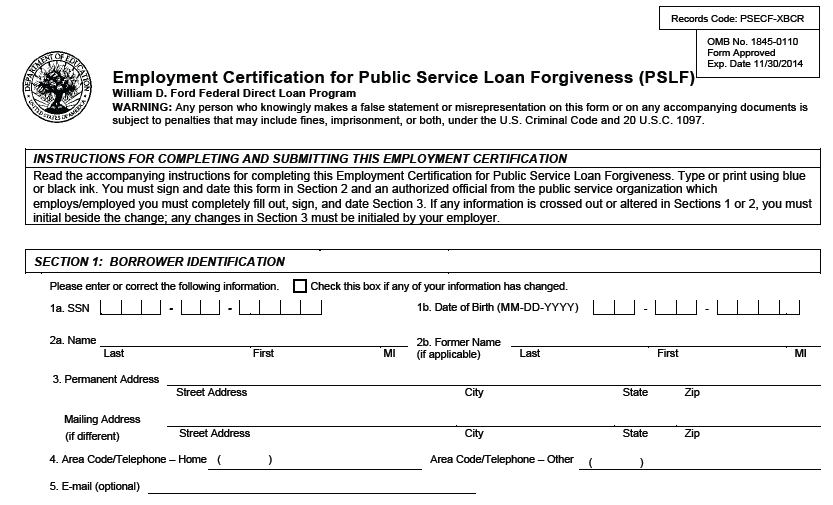 Records Code: PSECF-XBCR
OMB No. 1845-0110
Form Approved
Exp. Date 11/30/2014
DEPARTMENT OF EDUCATION
UNITED STATES OF AMERICA
Employment Certification for Public Service Loan Forgiveness (PSLF)
William D. Ford Federal Direct Loan Program
WARNING: Any person who knowingly makes a false statement or misrepresentation on this form or on any accompanying documents is
subject to penalties that may include fines, imprisonment, or both, under the U.S. Criminal Code and 20 U.S.C. 1097.
INSTRUCTIONS FOR COMPLETING AND SUBMITTING THIS EMPLOYMENT CERTIFICATION
Read the accompanying instructions for completing this Employment Certification for Public Service Loan Forgiveness. Type or print using blue
or black ink. You must sign and date this form in Section 2 and an authorized official from the public service organization which
employs/employed you must completely fill out, sign, and date Section 3. If any information is crossed out or altered in Sections 1 or 2, you must
initial beside the change; any changes in Section 3 must be initialed by your employer.
SECTION 1: BORROWER IDENTIFICATION
Please enter or correct the following information. Check this box if any of your information has changed.
1a. SSN - - 1b. Date of Birth (MM-DD-YYYY) - -
2a. Name 2b. Former Name
Last First MI (if applicable) Last First MI
3. Permanent Address
Street Address City State Zip
Mailing Address
(if different) Street Address City State Zip
4. Area Code/Telephone – Home ( ) Area Code/Telephone – Other ( )
5. E-mail (optional)